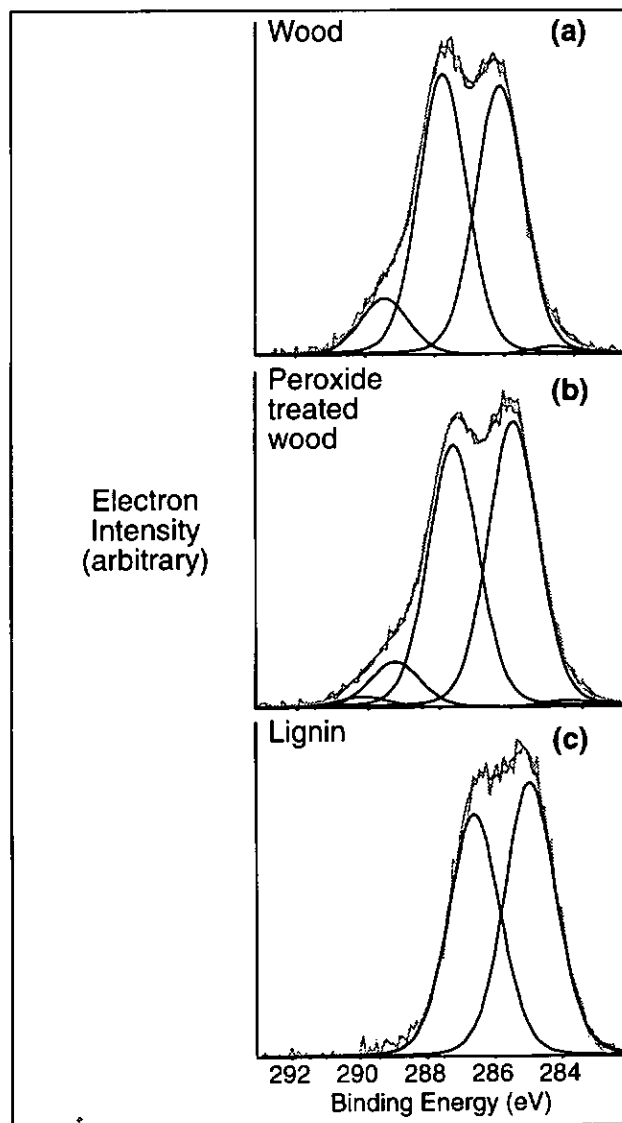 Wood (a)
Peroxide (b)
treated
wood
Electron
Intensity
(arbitrary)
Lignin (c)
292 290 288 286 284
Binding Energy (eV)